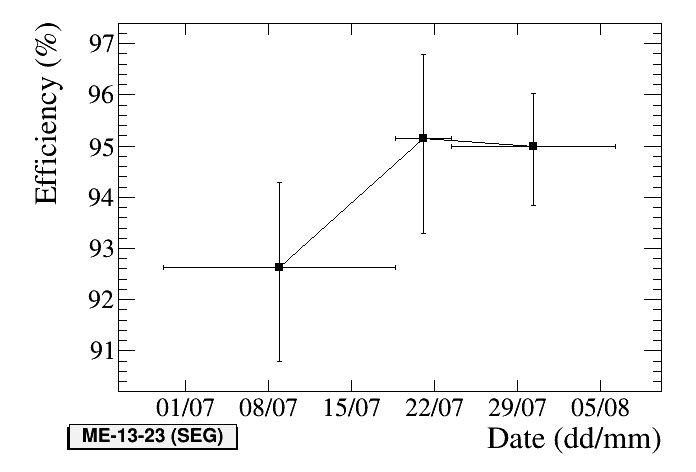 Efficiency (%)
97
96
95
94
93
92
91
01/07 08/07 15/07 22/07 29/07 05/08
ME-13-23 (SEG)
Date (dd/mm)